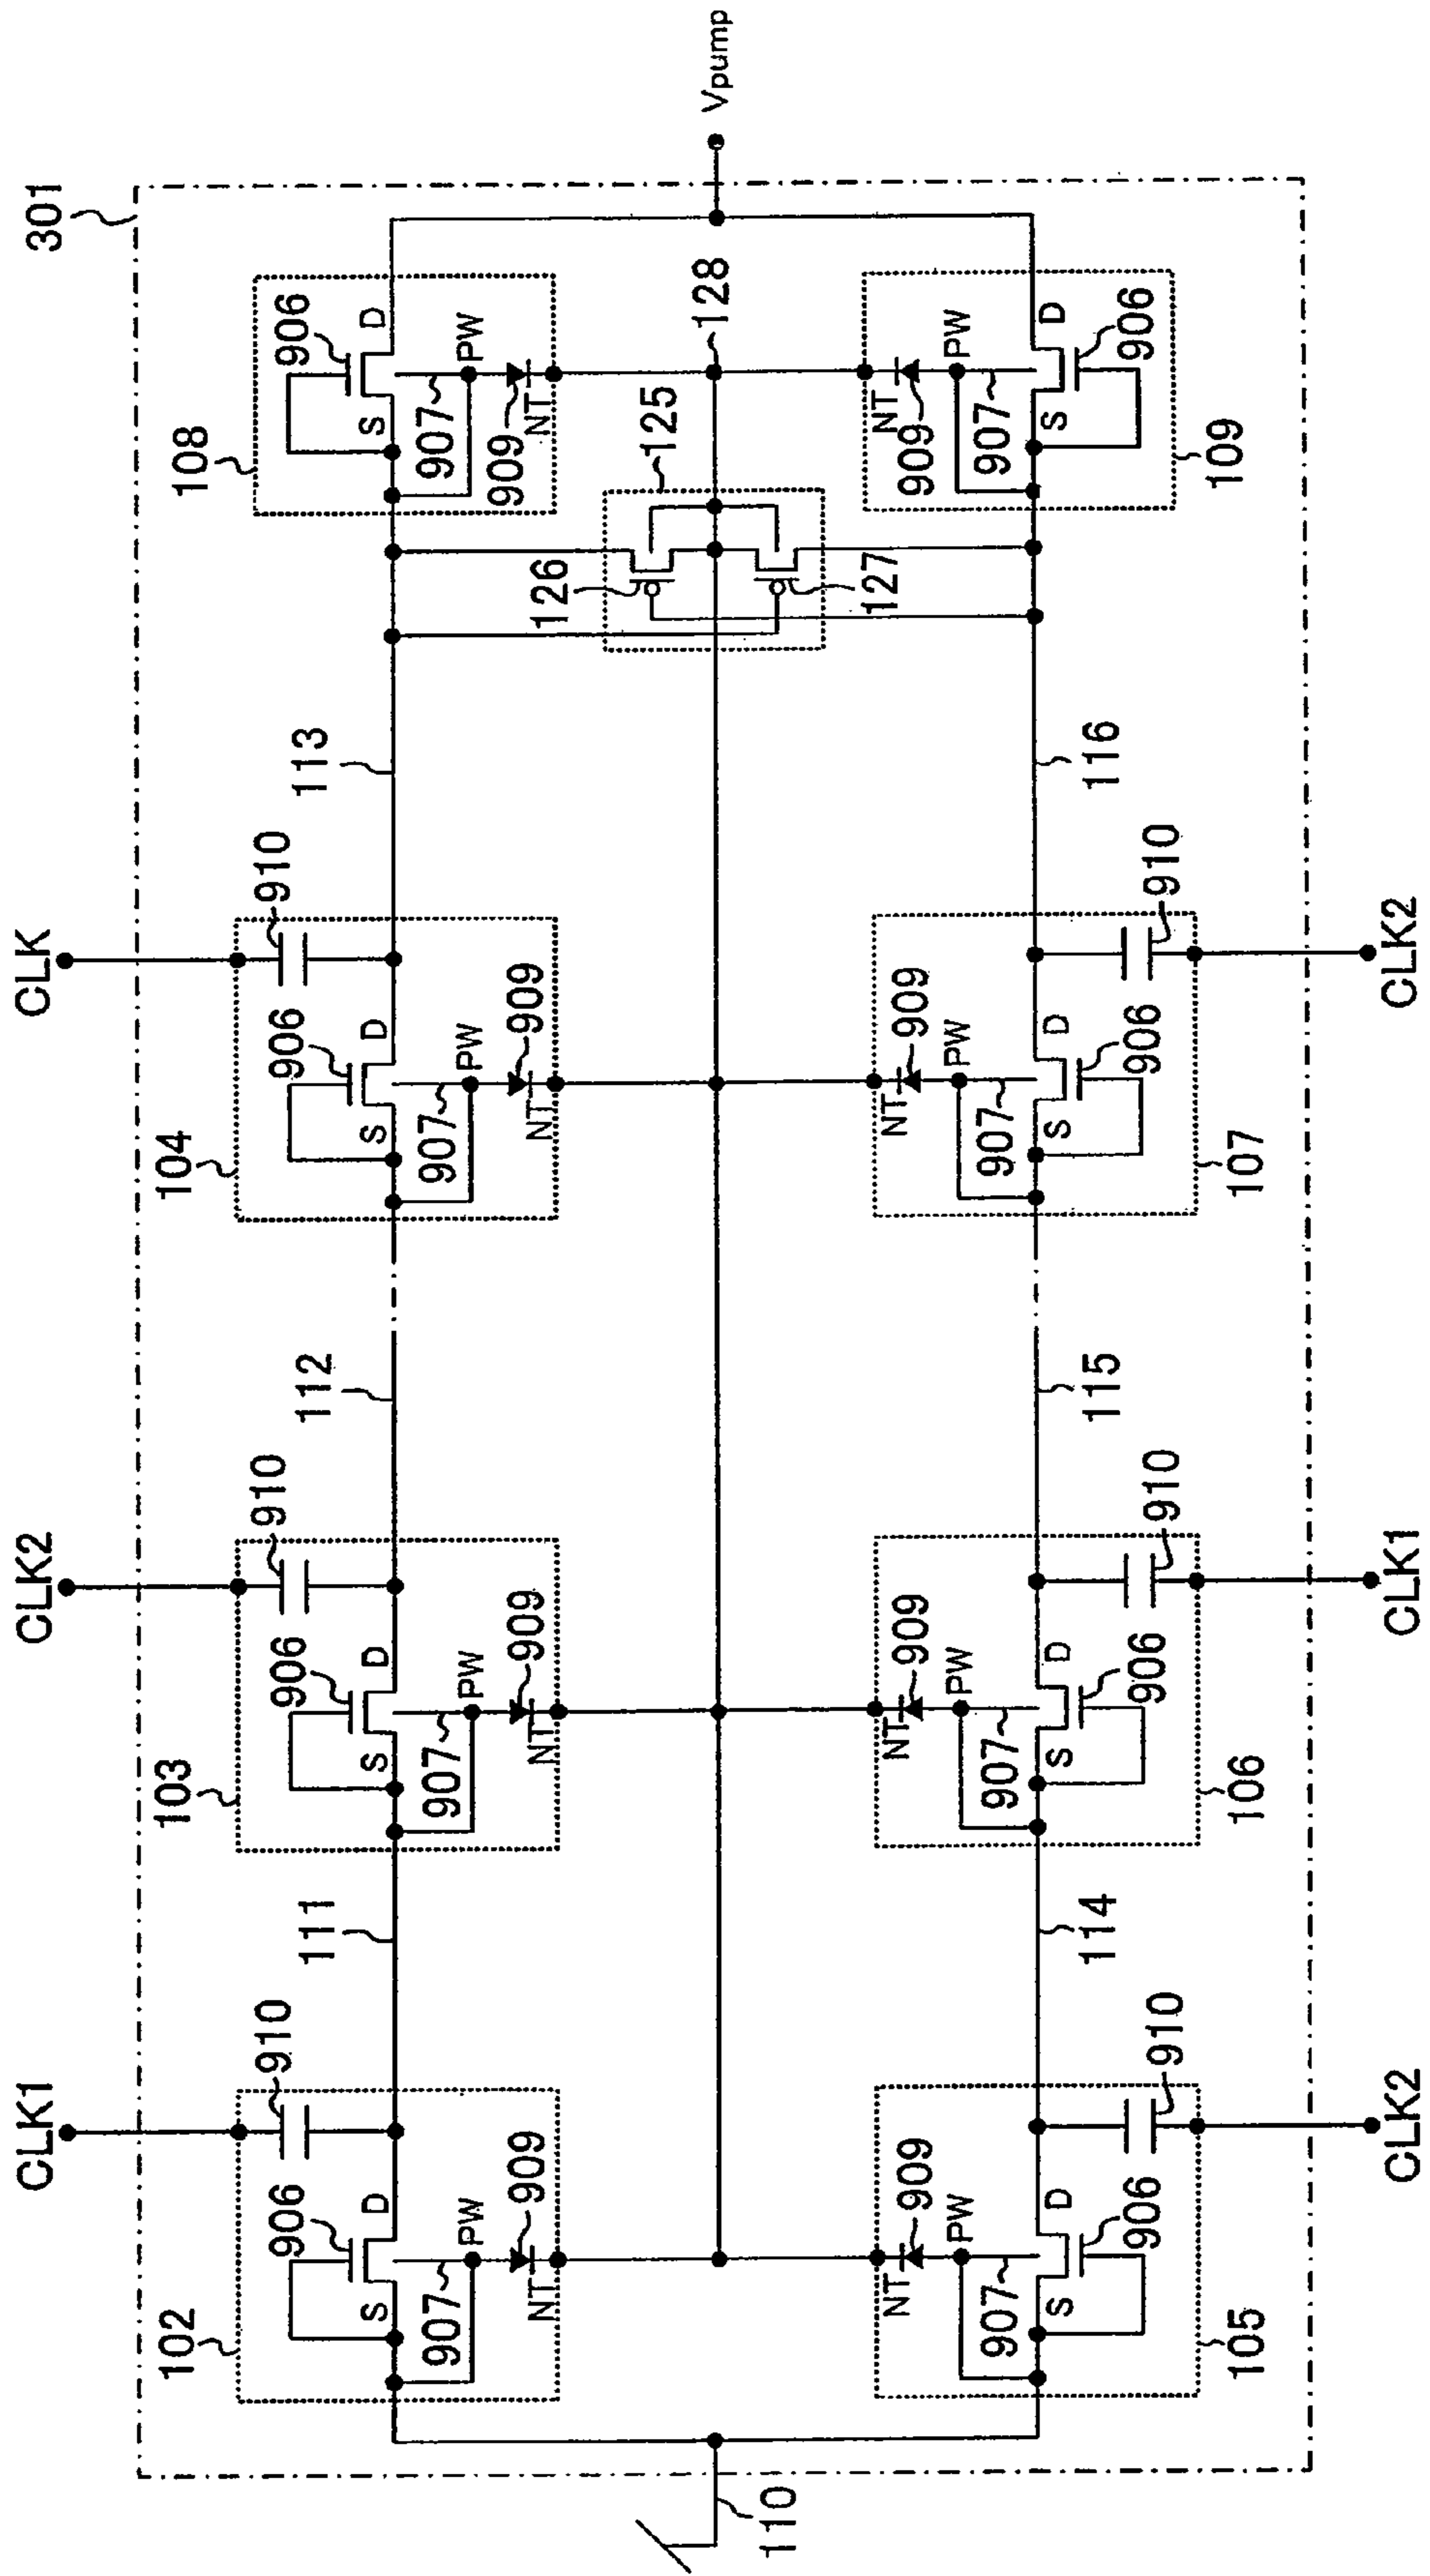 301
CLK1
CLK2
CLK
102
910
906
S
D
907
PW
909
NT
111
103
910
906
S
D
907
PW
909
NT
112
104
910
906
S
D
907
PW
909
NT
113
108
906
S
D
907
PW
909
NT
126
125
127
128
Vpump
110
105
NT
909
PW
907
S
D
906
910
114
106
NT
909
PW
907
S
D
906
910
115
107
NT
909
PW
907
S
D
906
910
116
109
NT
909
PW
907
S
D
906
CLK2
CLK1
CLK2